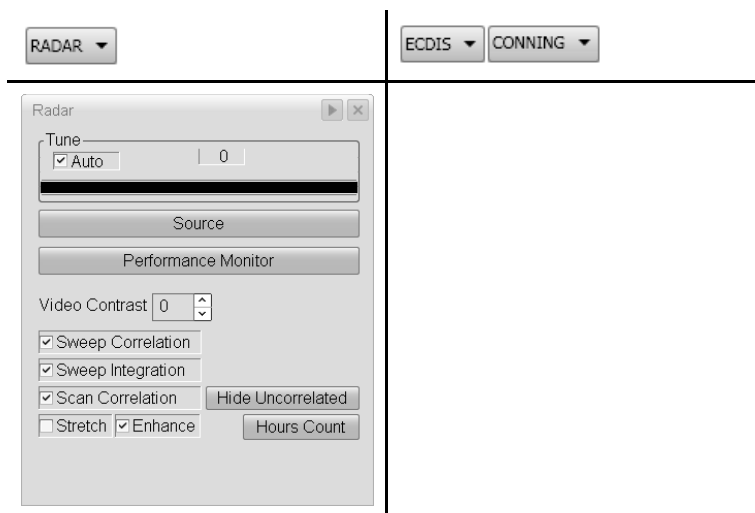 RADAR
ECDIS CONNING
Radar
Tune
Auto 0
Source
Performance Monitor
Video Contrast 0
Sweep Correlation
Sweep Integration
Scan Correlation Hide Uncorrelated
Stretch Enhance Hours Count